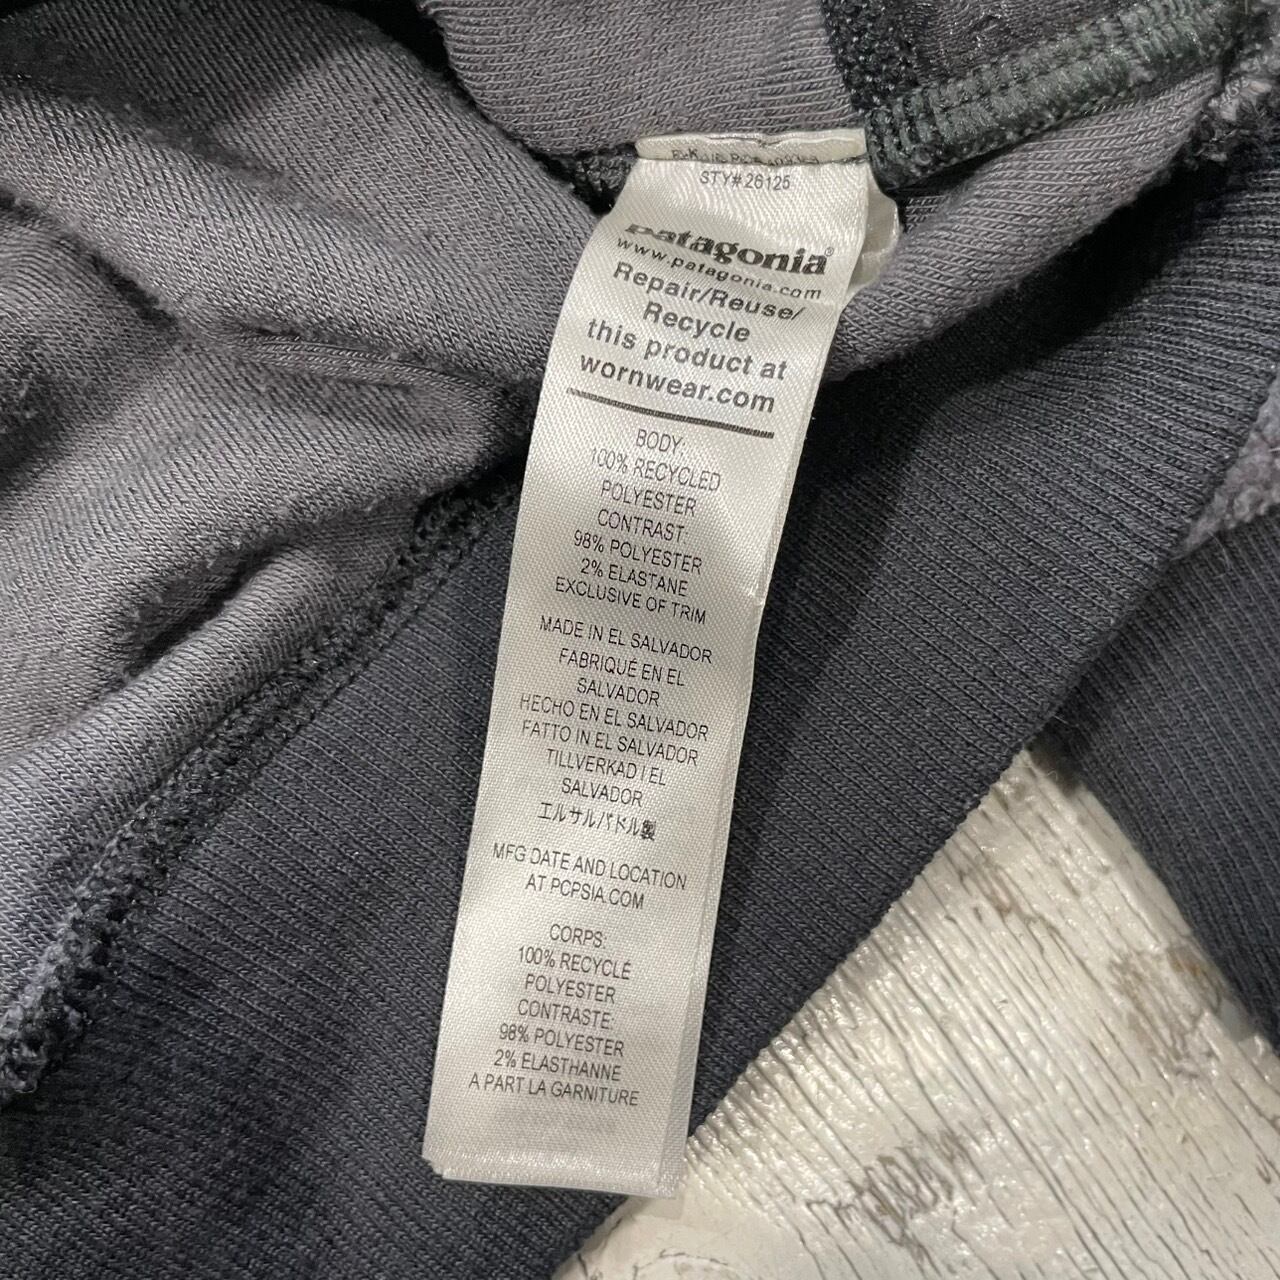 STY# 26125
patagonia®
www.patagonia.com
Repair/Reuse/
Recycle
this product at
wornwear.com
BODY:
100% RECYCLED
POLYESTER
CONTRAST:
98% POLYESTER
2% ELASTANE
EXCLUSIVE OF TRIM
MADE IN EL SALVADOR
FABRIQUÉ EN EL
SALVADOR
HECHO EN EL SALVADOR
FATTO IN EL SALVADOR
TILLVERKAD I EL
SALVADOR
エルサルバドル製
MFG DATE AND LOCATION
AT PCPSIA.COM
CORPS:
100% RECYCLÉ
POLYESTER
CONTRASTE:
98% POLYESTER
2% ELASTHANNE
A PART LA GARNITURE